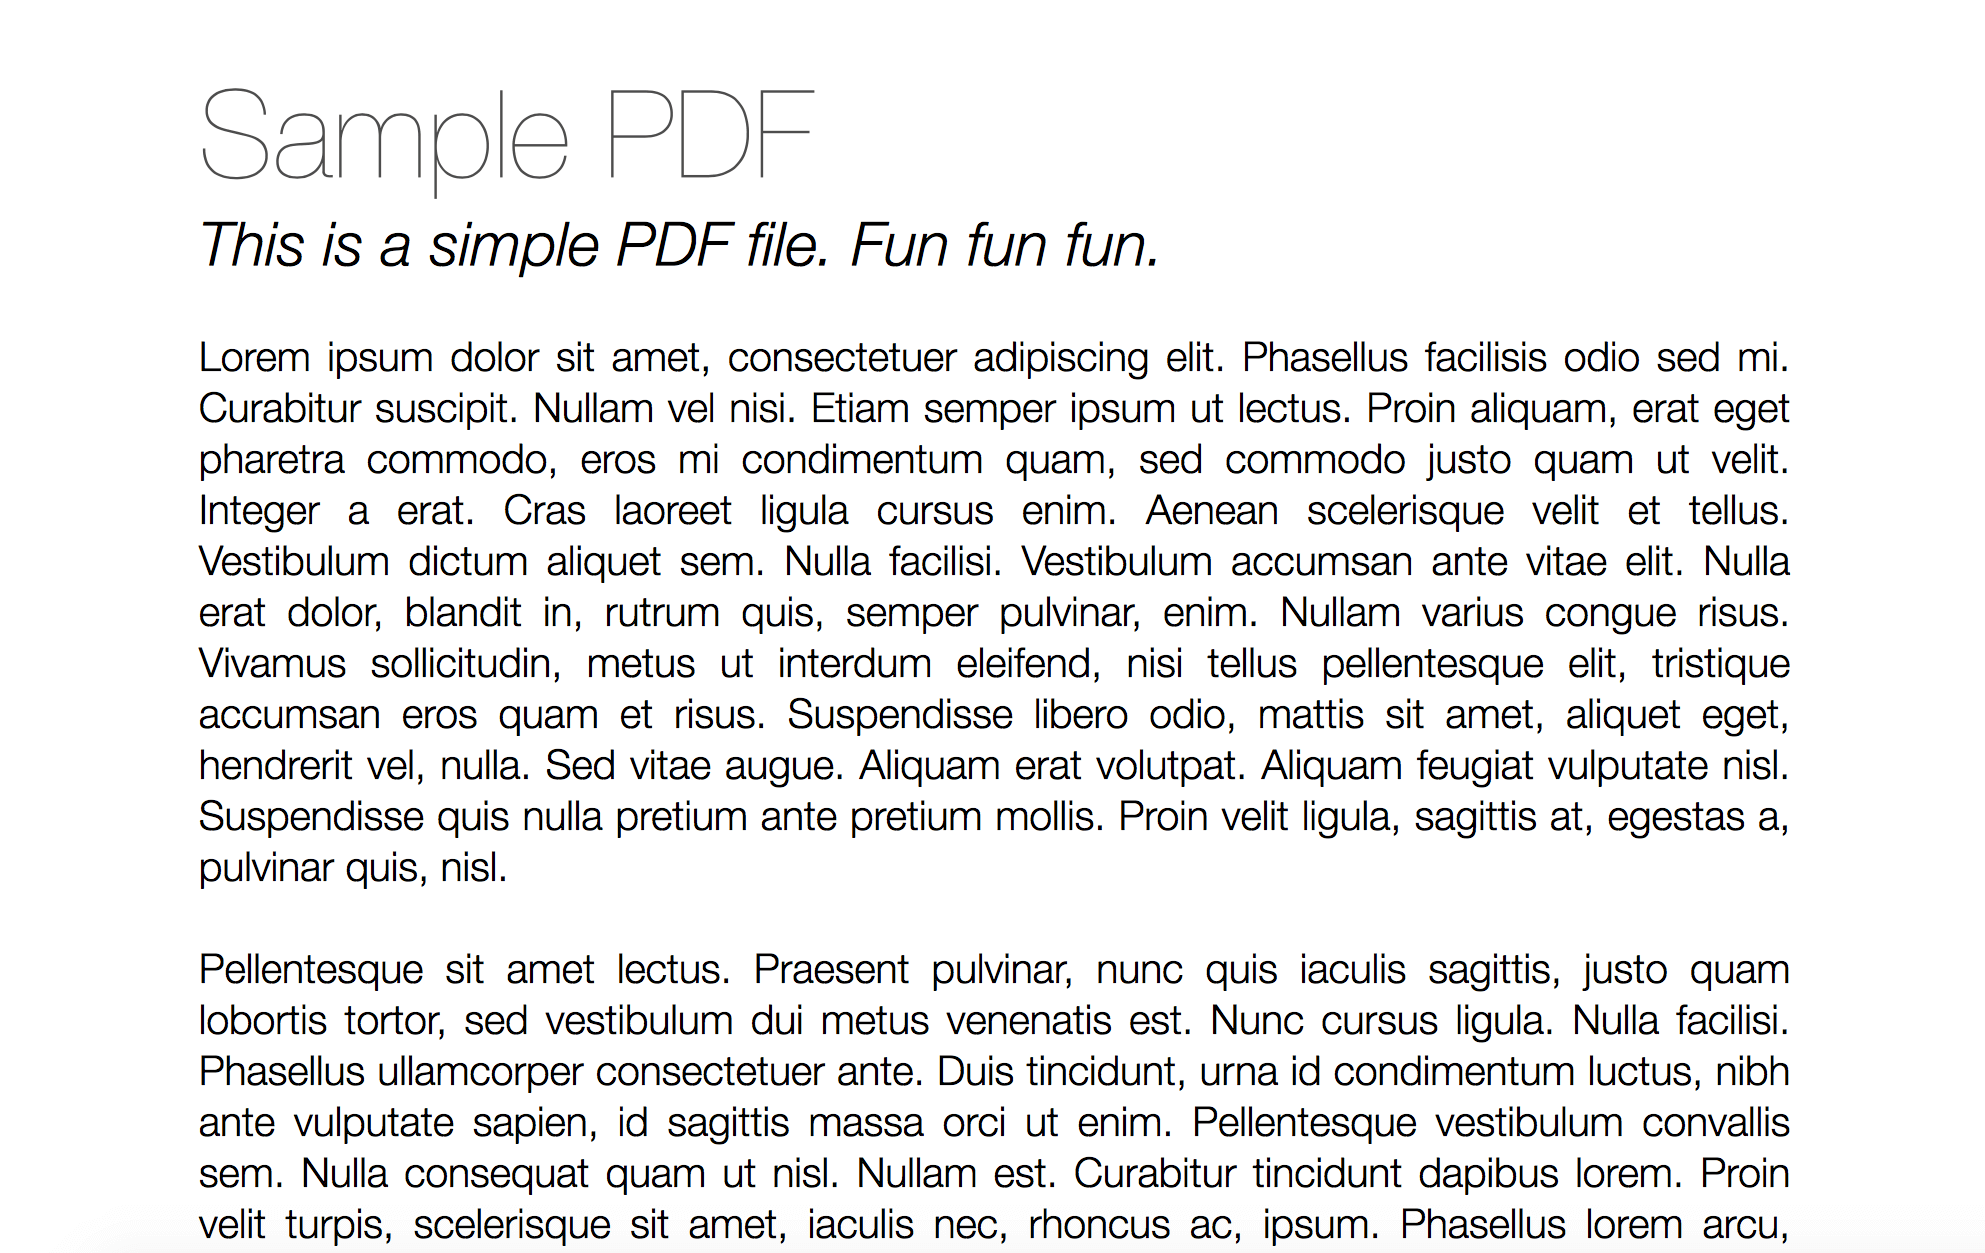 Sample PDF
This is a simple PDF file. Fun fun fun.
Lorem ipsum dolor sit amet, consectetuer adipiscing elit. Phasellus facilisis odio sed mi.
Curabitur suscipit. Nullam vel nisi. Etiam semper ipsum ut lectus. Proin aliquam, erat eget
pharetra commodo, eros mi condimentum quam, sed commodo justo quam ut velit.
Integer a erat. Cras laoreet ligula cursus enim. Aenean scelerisque velit et tellus.
Vestibulum dictum aliquet sem. Nulla facilisi. Vestibulum accumsan ante vitae elit. Nulla
erat dolor, blandit in, rutrum quis, semper pulvinar, enim. Nullam varius congue risus.
Vivamus sollicitudin, metus ut interdum eleifend, nisi tellus pellentesque elit, tristique
accumsan eros quam et risus. Suspendisse libero odio, mattis sit amet, aliquet eget,
hendrerit vel, nulla. Sed vitae augue. Aliquam erat volutpat. Aliquam feugiat vulputate nisl.
Suspendisse quis nulla pretium ante pretium mollis. Proin velit ligula, sagittis at, egestas a,
pulvinar quis, nisl.
Pellentesque sit amet lectus. Praesent pulvinar, nunc quis iaculis sagittis, justo quam
lobortis tortor, sed vestibulum dui metus venenatis est. Nunc cursus ligula. Nulla facilisi.
Phasellus ullamcorper consectetuer ante. Duis tincidunt, urna id condimentum luctus, nibh
ante vulputate sapien, id sagittis massa orci ut enim. Pellentesque vestibulum convallis
sem. Nulla consequat quam ut nisl. Nullam est. Curabitur tincidunt dapibus lorem. Proin
velit turpis, scelerisque sit amet, iaculis nec, rhoncus ac, ipsum. Phasellus lorem arcu,